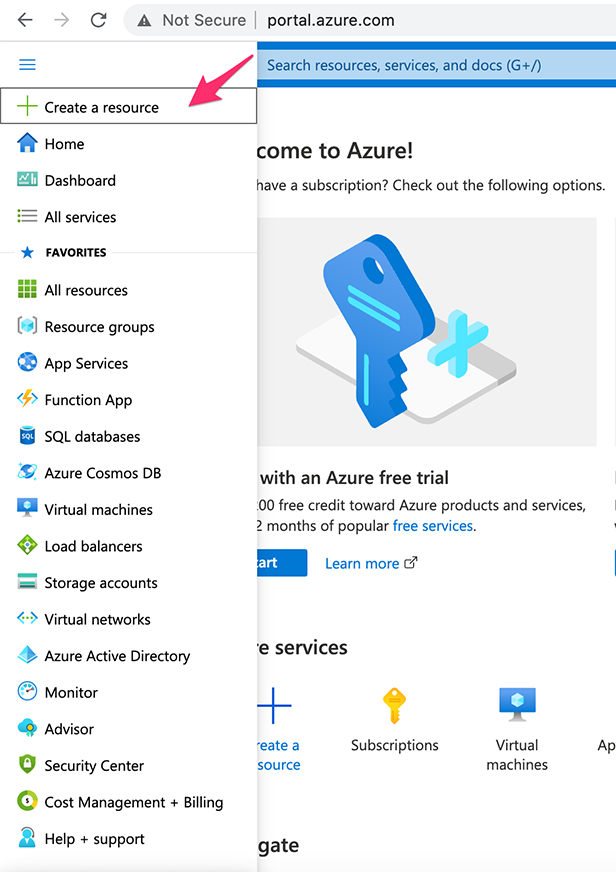 Not Secure
portal.azure.com
Search resources, services, and docs (G+/)
Create a resource
Home
Dashboard
All services
FAVORITES
All resources
Resource groups
App Services
Function App
SQL databases
Azure Cosmos DB
Virtual machines
Load balancers
Storage accounts
Virtual networks
Azure Active Directory
Monitor
Advisor
Security Center
Cost Management + Billing
Help + support
come to Azure!
have a subscription? Check out the following options.
with an Azure free trial
00 free credit toward Azure products and services,
2 months of popular free services.
art
Learn more
re services
reate a
source
Subscriptions
Virtual
machines
Ap
gate
SQL